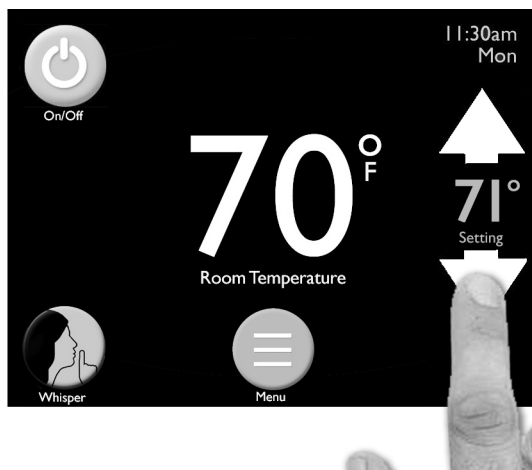 11:30am
Mon
On/Off
70°F
Room Temperature
71°
Setting
Whisper
Menu